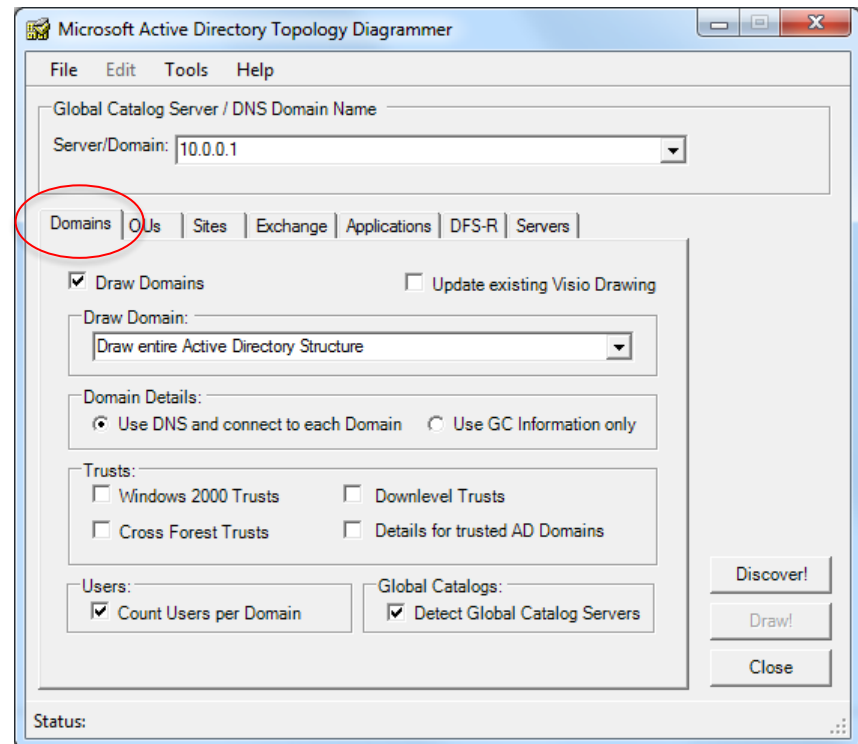 Microsoft Active Directory Topology Diagrammer
File Edit Tools Help
Global Catalog Server / DNS Domain Name
Server/Domain: 10.0.0.1
Domains OUs Sites Exchange Applications DFS-R Servers
Draw Domains Update existing Visio Drawing
Draw Domain:
Draw entire Active Directory Structure
Domain Details:
Use DNS and connect to each Domain Use GC Information only
Trusts:
Windows 2000 Trusts Downlevel Trusts
Cross Forest Trusts Details for trusted AD Domains
Users: Global Catalogs:
Count Users per Domain Detect Global Catalog Servers
Discover!
Draw!
Close
Status: